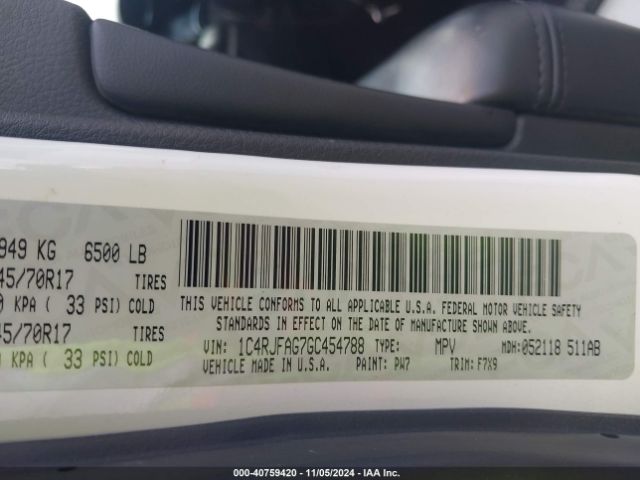 949 KG 6500 LB
45/70R17 TIRES
0 KPA ( 33 PSI) COLD
45/70R17 TIRES
0 KPA ( 33 PSI) COLD
THIS VEHICLE CONFORMS TO ALL APPLICABLE U.S.A. FEDERAL MOTOR VEHICLE SAFETY
STANDARDS IN EFFECT ON THE DATE OF MANUFACTURE SHOWN ABOVE.
VIN: 1C4RJFAG7GC454788 TYPE: MPV MDH: 052118 511AB
VEHICLE MADE IN U.S.A. PAINT: PW7 TRIM: F7X9
000-40759420 - 11/05/2024 - IAA Inc.